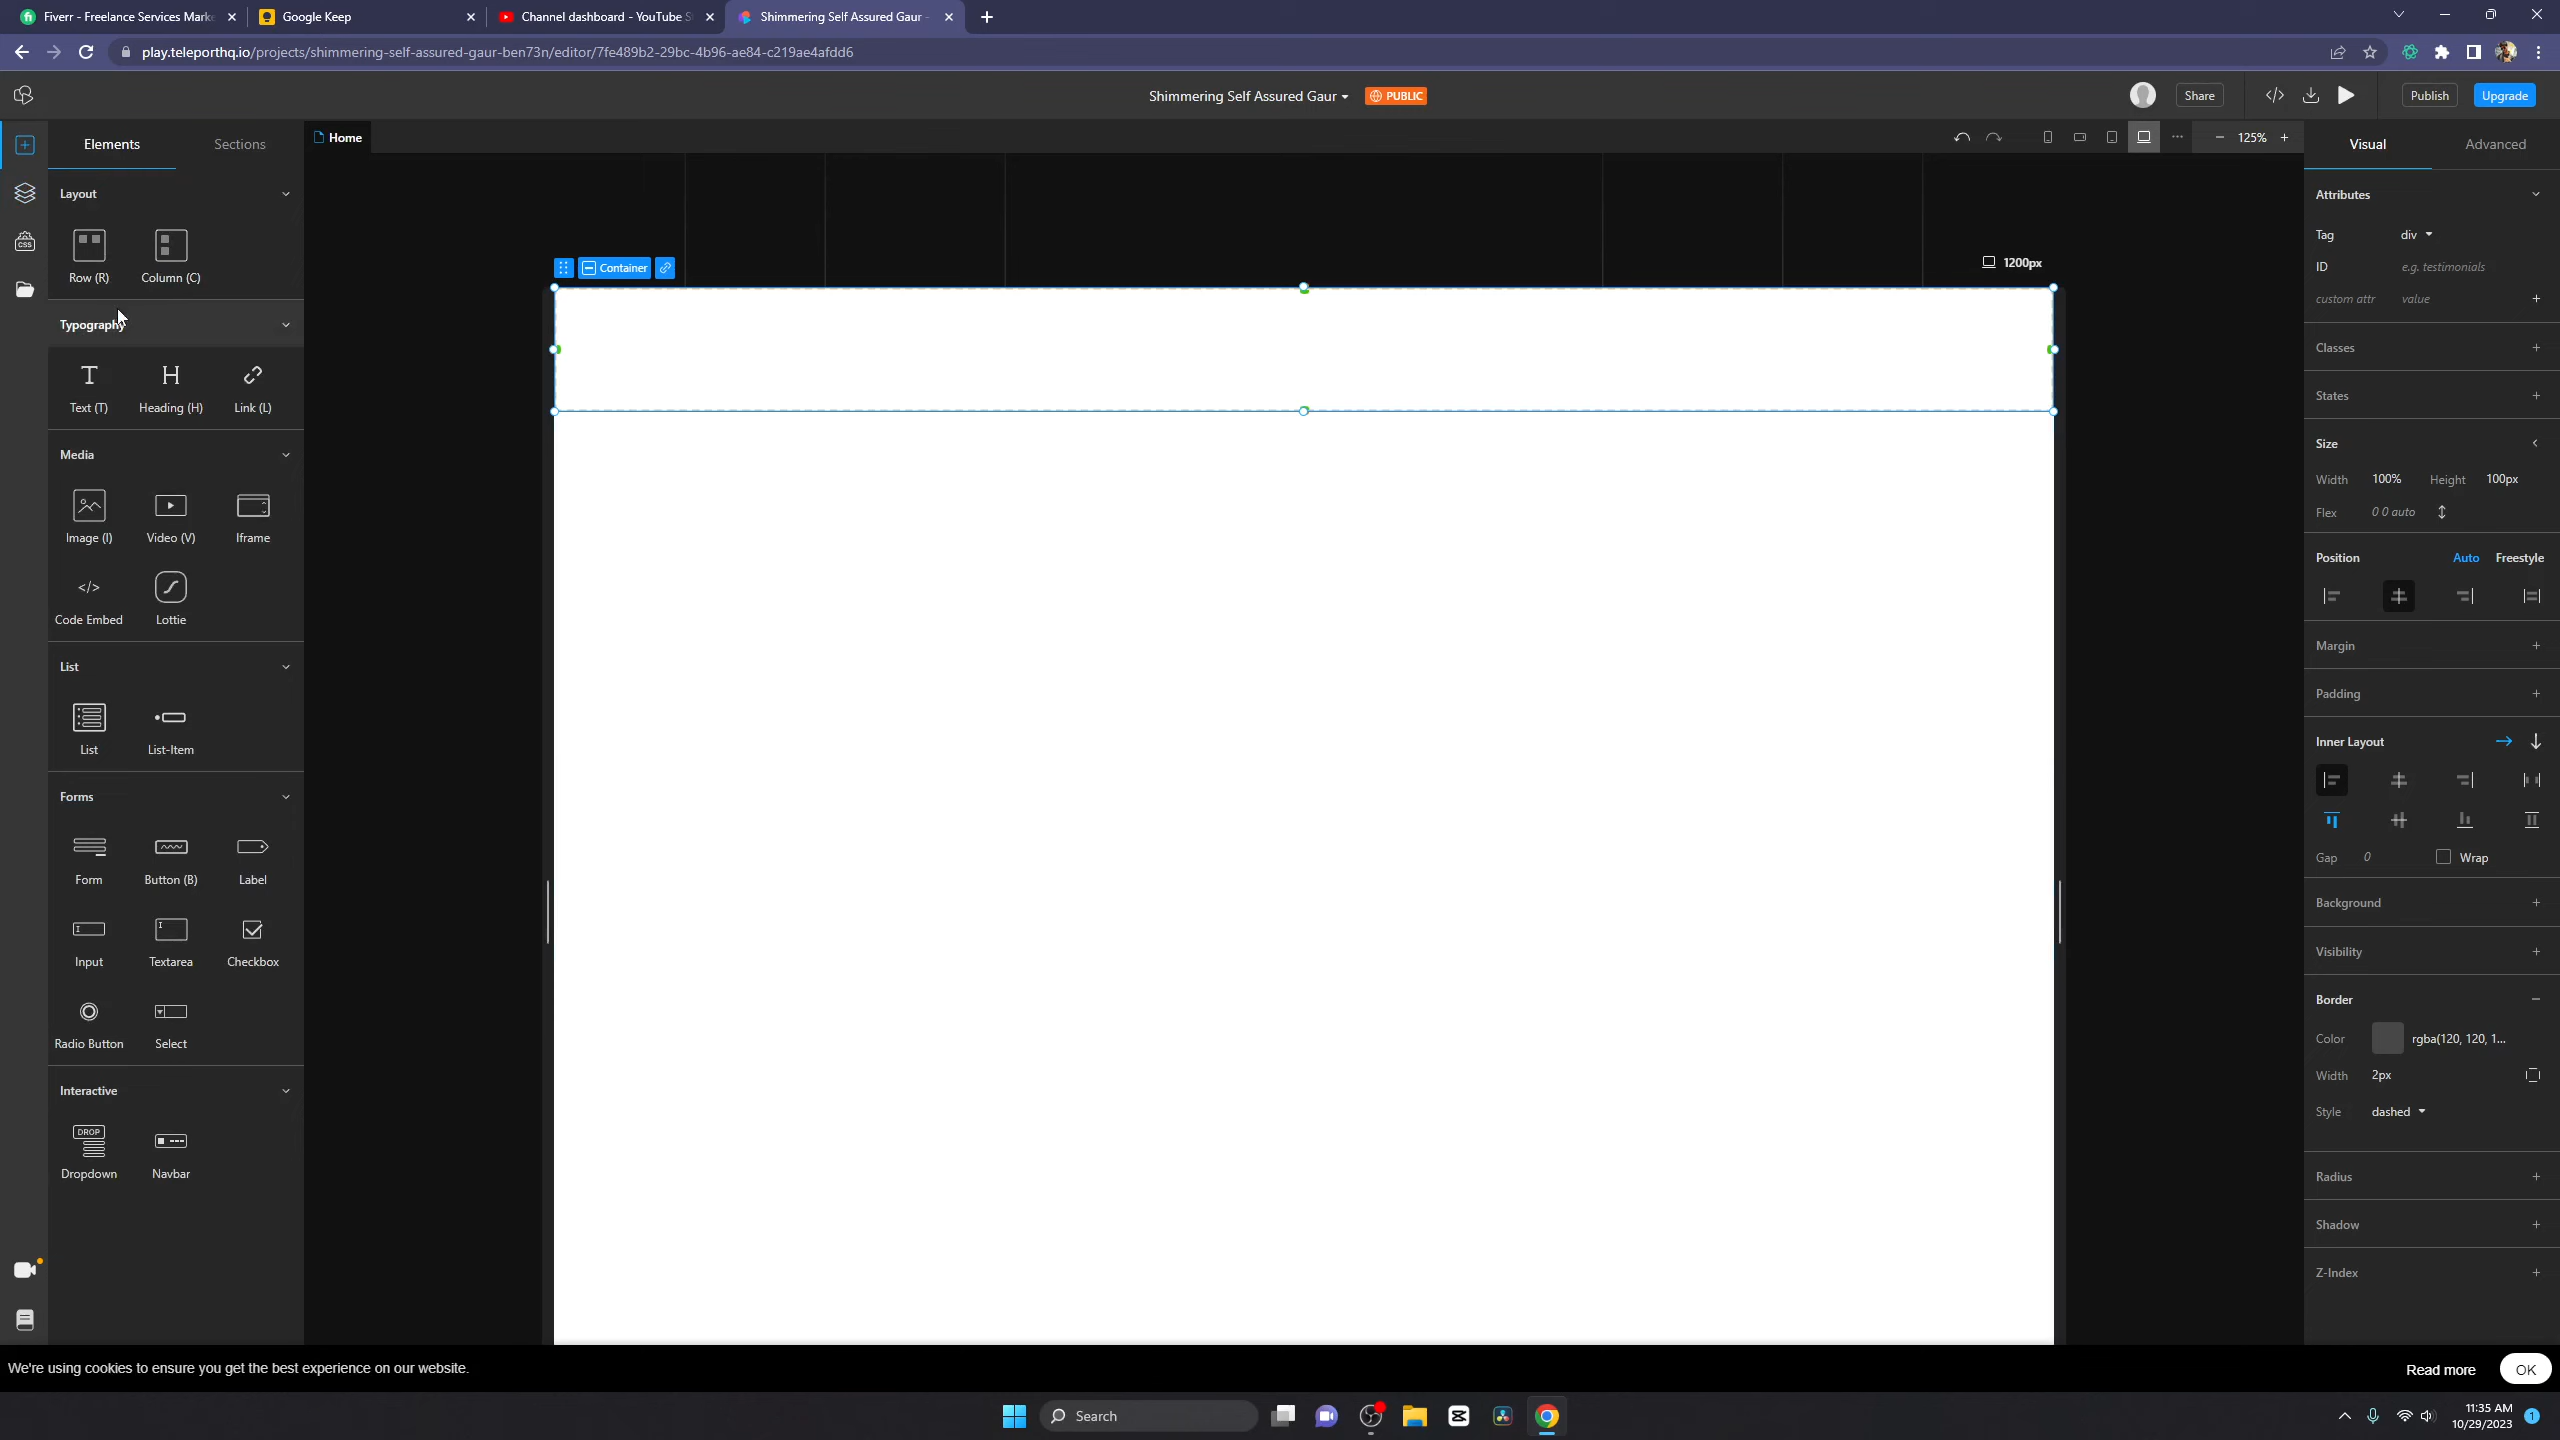 Fiverr - Freelance Services Mark
Google Keep
Channel dashboard - YouTube S
Shimmering Self Assured Gaur -
play.teleporthq.io/projects/shimmering-self-assured-gaur-ben73n/editor/7fe489b2-29bc-4b96-ae84-c219ae4afdd6
Shimmering Self Assured Gaur
PUBLIC
Share
</>
Publish
Upgrade
Elements
Sections
Home
125%
Visual
Advanced
Layout
Row (R)
Column (C)
Typography
T
H
Text (T)
Heading (H)
Link (L)
Media
Image (I)
Video (V)
Iframe
</>
Code Embed
Lottie
List
List
List-Item
Forms
Form
Button (B)
Label
Input
Textarea
Checkbox
Radio Button
Select
Interactive
DROP
Dropdown
Navbar
CSS
Container
1200px
Attributes
Tag
div
ID
e.g. testimonials
custom attr
value
Classes
States
Size
Width
100%
Height
100px
Flex
0 0 auto
Position
Auto
Freestyle
Margin
Padding
Inner Layout
Gap
0
Wrap
Background
Visibility
Border
Color
rgba(120, 120, 1...
Width
2px
Style
dashed
Radius
Shadow
Z-Index
We're using cookies to ensure you get the best experience on our website.
Read more
OK
Search
11:35 AM
10/29/2023
1